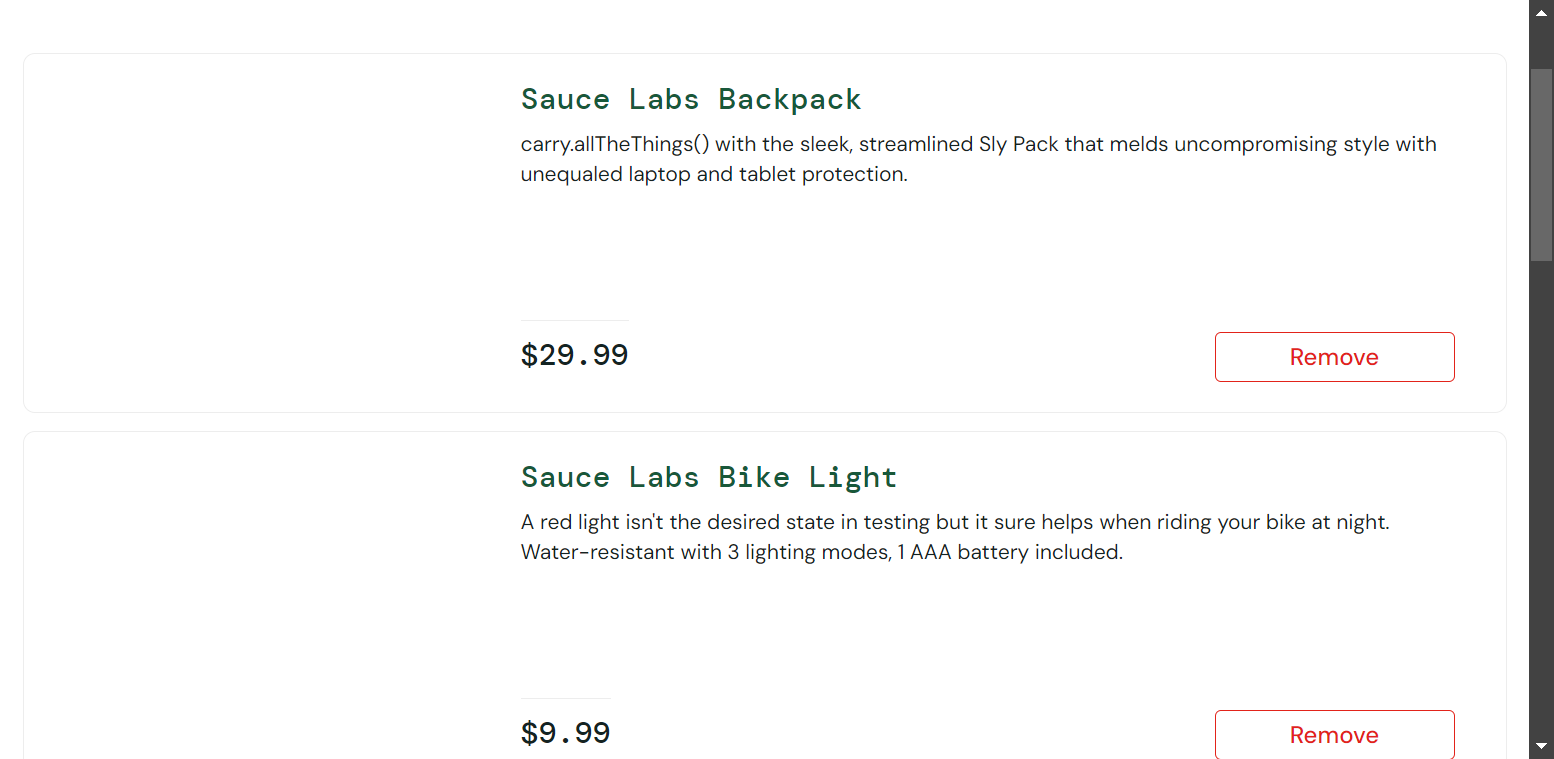 Sauce Labs Backpack
carry.allTheThings() with the sleek, streamlined Sly Pack that melds uncompromising style with
unequaled laptop and tablet protection.
$29.99
Remove
Sauce Labs Bike Light
A red light isn't the desired state in testing but it sure helps when riding your bike at night.
Water-resistant with 3 lighting modes, 1 AAA battery included.
$9.99
Remove